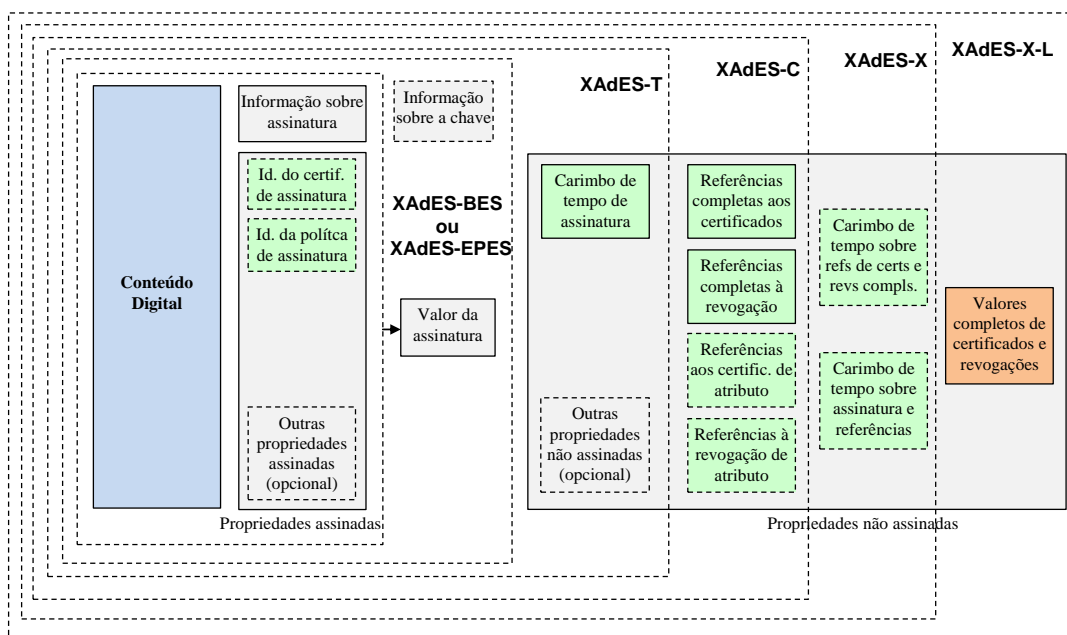 XAdES-X-L
XAdES-X
XAdES-C
XAdES-T
Informação sobre
assinatura
Informação
sobre a chave
Id. do certif.
de assinatura
Id. da polítca
de assinatura
XAdES-BES
ou
XAdES-EPES
Conteúdo
Digital
Valor da
assinatura
Outras
propriedades
assinadas
(opcional)
Propriedades assinadas
Carimbo de
tempo de
assinatura
Outras
propriedades
não assinadas
(opcional)
Referências
completas aos
certificados
Referências
completas à
revogação
Referências
aos certific. de
atributo
Referências à
revogação de
atributo
Carimbo de
tempo sobre
refs de certs e
revs compls.
Carimbo de
tempo sobre
assinatura e
referências
Valores
completos de
certificados e
revogações
Propriedades não assinadas